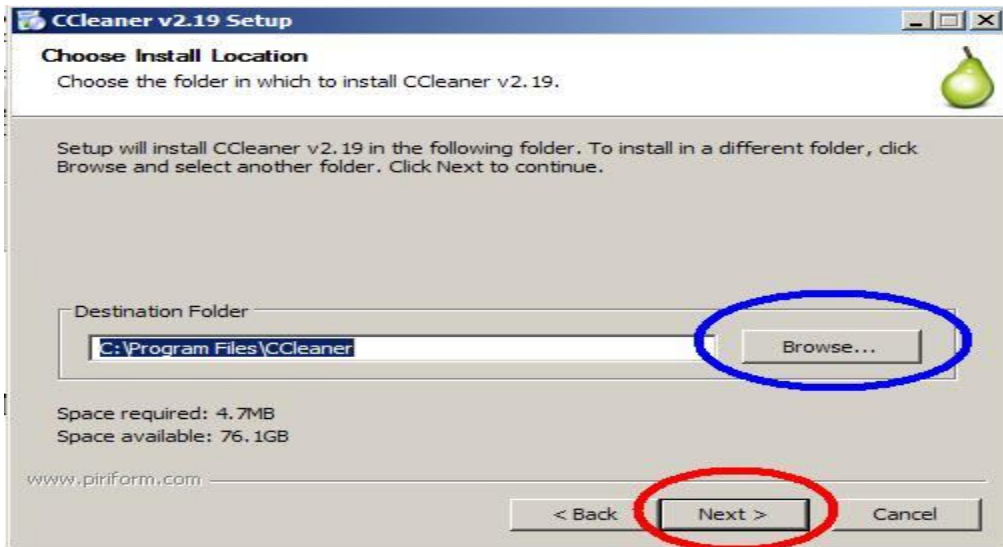 CCleaner v2.19 Setup
Choose Install Location
Choose the folder in which to install CCleaner v2.19.
Setup will install CCleaner v2.19 in the following folder. To install in a different folder, click
Browse and select another folder. Click Next to continue.
Destination Folder
C:\Program Files\CCleaner
Browse...
Space required: 4.7MB
Space available: 76.1GB
www.piriform.com
< Back
Next >
Cancel